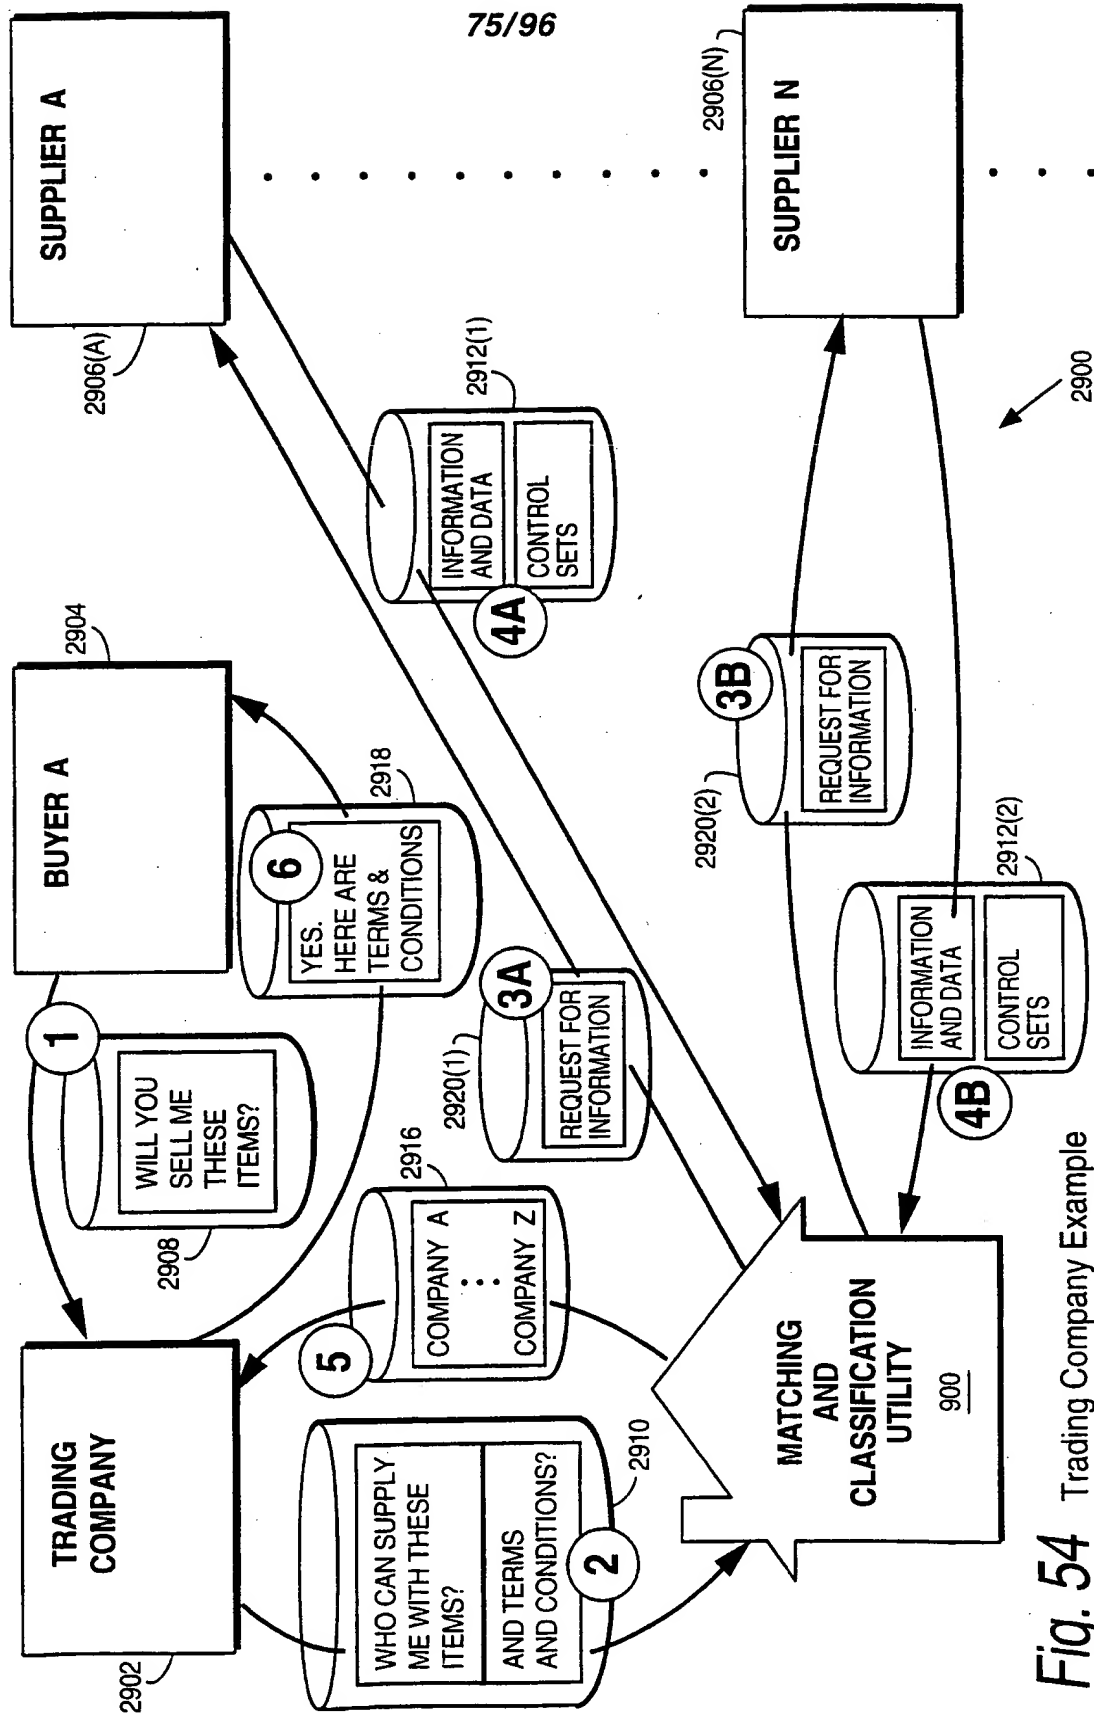 75/96
TRADING
COMPANY
2902
BUYER A
2904
SUPPLIER A
2906(A)
1
WILL YOU
SELL ME
THESE
ITEMS?
2908
6
YES.
HERE ARE
TERMS &
CONDITIONS
2918
WHO CAN SUPPLY
ME WITH THESE
ITEMS?
AND TERMS
AND CONDITIONS?
2
2910
5
COMPANY A
COMPANY Z
2916
3A
REQUEST FOR
INFORMATION
2920(1)
4A
INFORMATION
AND DATA
CONTROL
SETS
2912(1)
MATCHING
AND
CLASSIFICATION
UTILITY
900
3B
REQUEST FOR
INFORMATION
2920(2)
4B
INFORMATION
AND DATA
CONTROL
SETS
2912(2)
SUPPLIER N
2906(N)
2900
Fig. 54 Trading Company Example